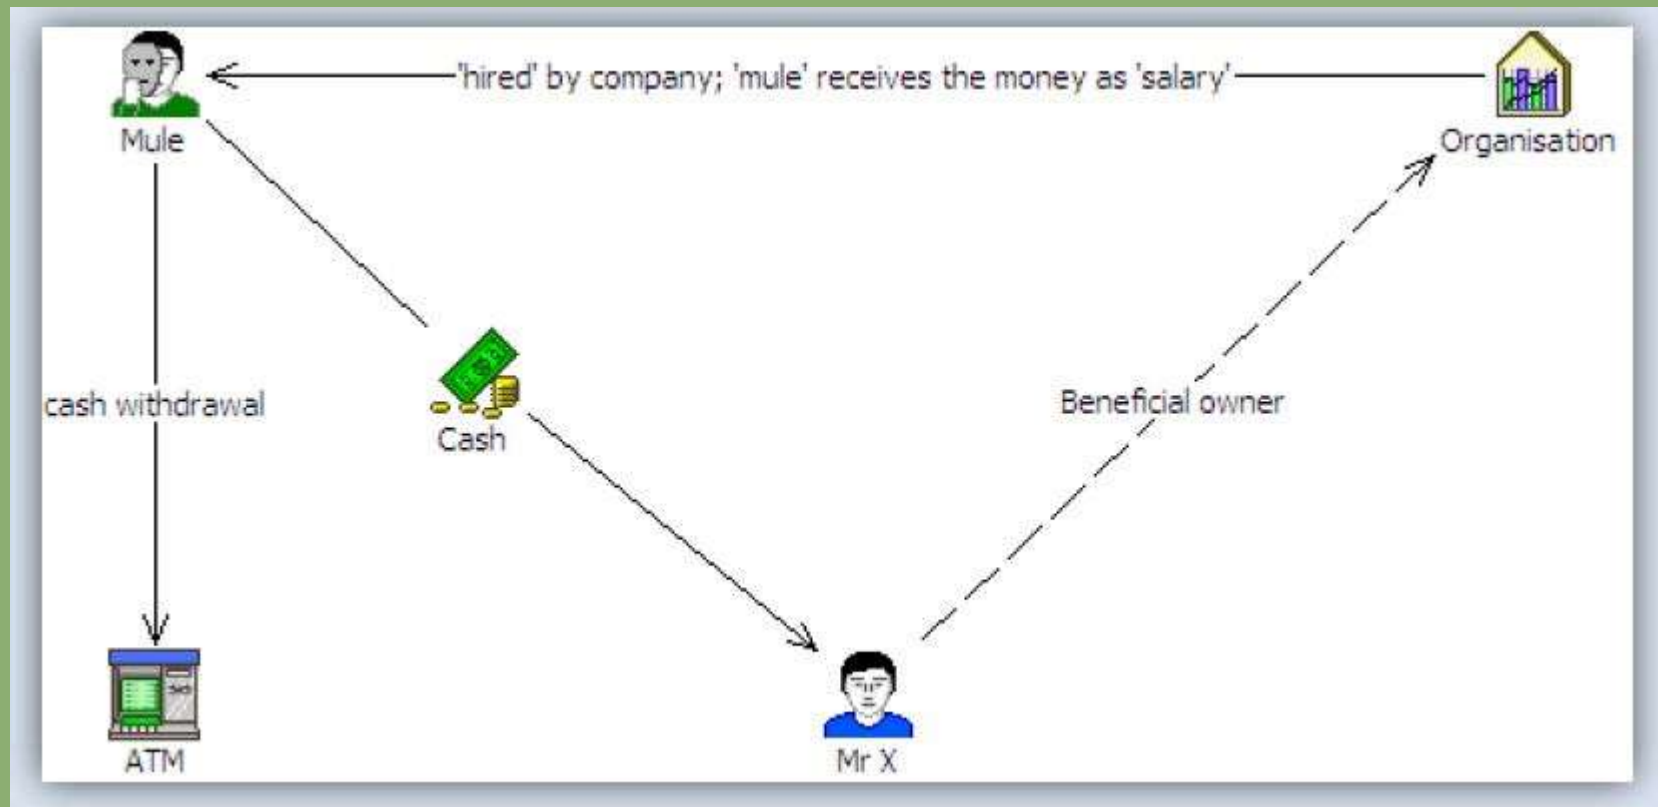 'hired' by company; 'mule' receives the money as 'salary'
Mule
Organisation
cash withdrawal
Beneficial owner
Cash
ATM
Mr X